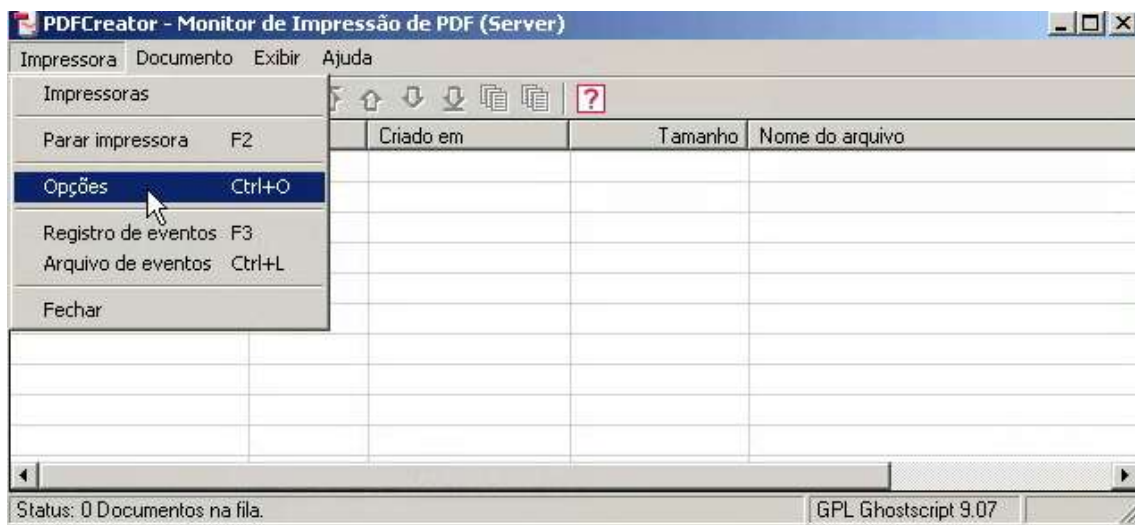 PDFCreator - Monitor de Impressão de PDF (Server)
Impressora Documento Exibir Ajuda
Impressoras
Parar impressora F2
Opções Ctrl+O
Registro de eventos F3
Arquivo de eventos Ctrl+L
Fechar
Criado em Tamanho Nome do arquivo
Status: 0 Documentos na fila. GPL Ghostscript 9.07